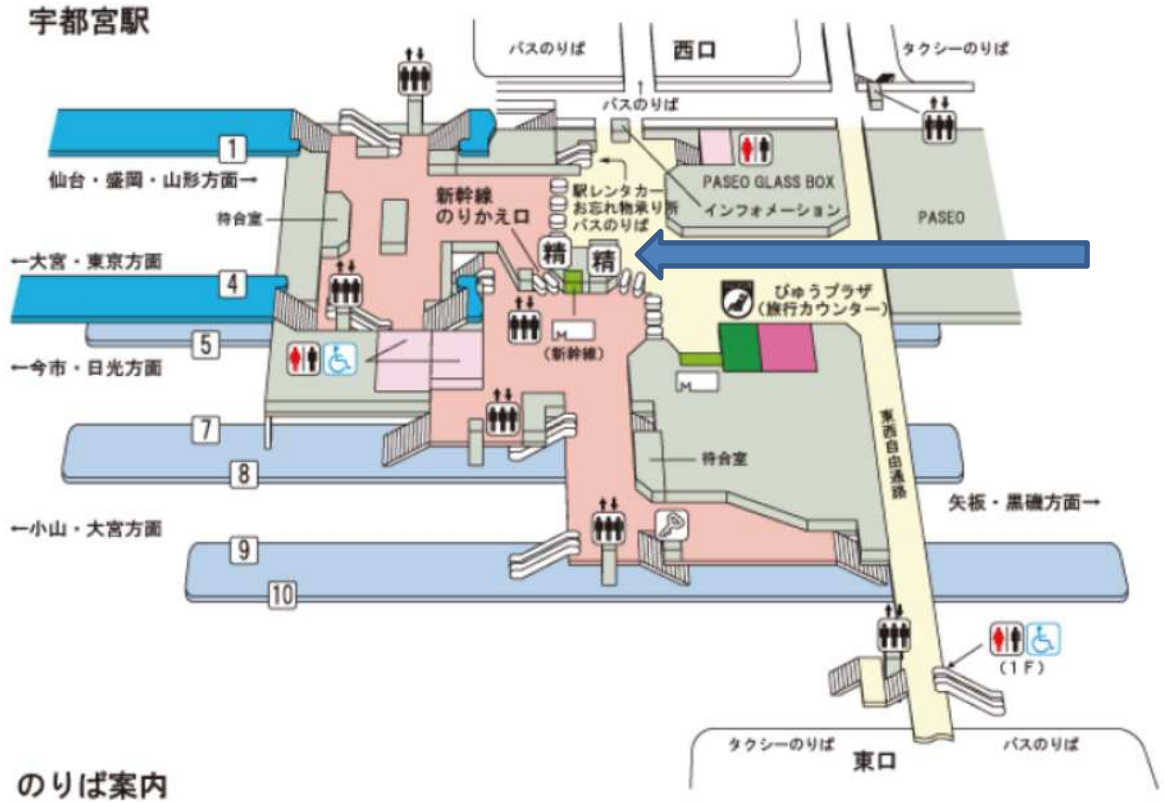 宇都宮駅
バスのりば
西口
タクシーのりば
↑
バスのりば
1
仙台・盛岡・山形方面→
新幹線
のりかえ口
駅レンタカー
お忘れ物承り所
バスのりば
PASEO GLASS BOX
インフォメーション
PASEO
待合室
精
精
←大宮・東京方面
4
びゅうプラザ
(旅行カウンター)
5
M
(新幹線)
←今市・日光方面
M
7
東西自由通路
8
待合室
矢板・黒磯方面→
←小山・大宮方面
9
10
(1F)
タクシーのりば
東口
バスのりば
のりば案内